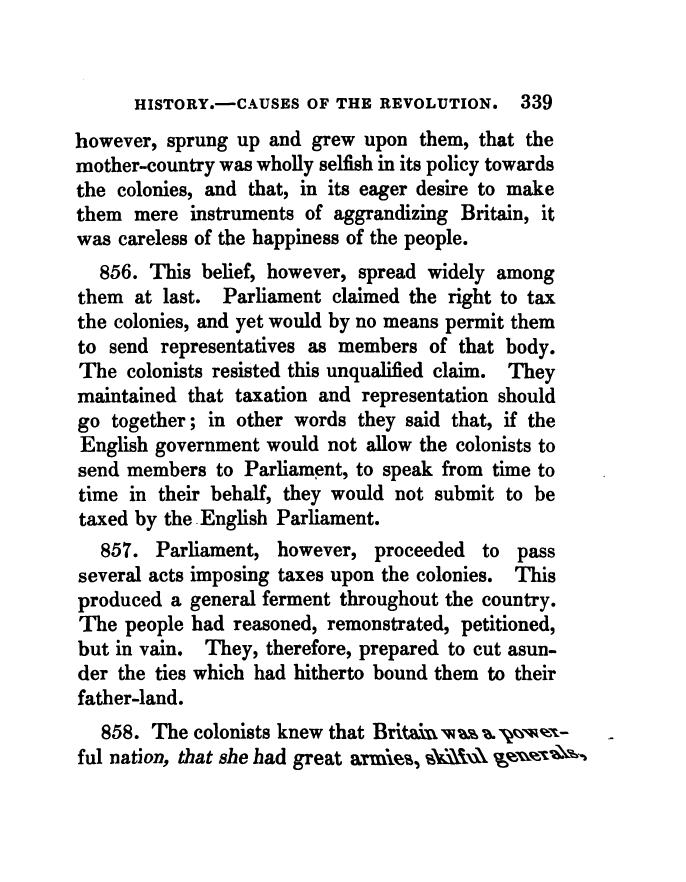 HISTORY.—CAUSES OF THE REVOLUTION. 339
however, sprung up and grew upon them, that the
mother-country was wholly selfish in its policy towards
the colonies, and that, in its eager desire to make
them mere instruments of aggrandizing Britain, it
was careless of the happiness of the people.
856. This belief, however, spread widely among
them at last. Parliament claimed the right to tax
the colonies, and yet would by no means permit them
to send representatives as members of that body.
The colonists resisted this unqualified claim. They
maintained that taxation and representation should
go together; in other words they said that, if the
English government would not allow the colonists to
send members to Parliament, to speak from time to
time in their behalf, they would not submit to be
taxed by the English Parliament.
857. Parliament, however, proceeded to pass
several acts imposing taxes upon the colonies. This
produced a general ferment throughout the country.
The people had reasoned, remonstrated, petitioned,
but in vain. They, therefore, prepared to cut asun-
der the ties which had hitherto bound them to their
father-land.
858. The colonists knew that Britain was a power-
ful nation, that she had great armies, skilful generals,